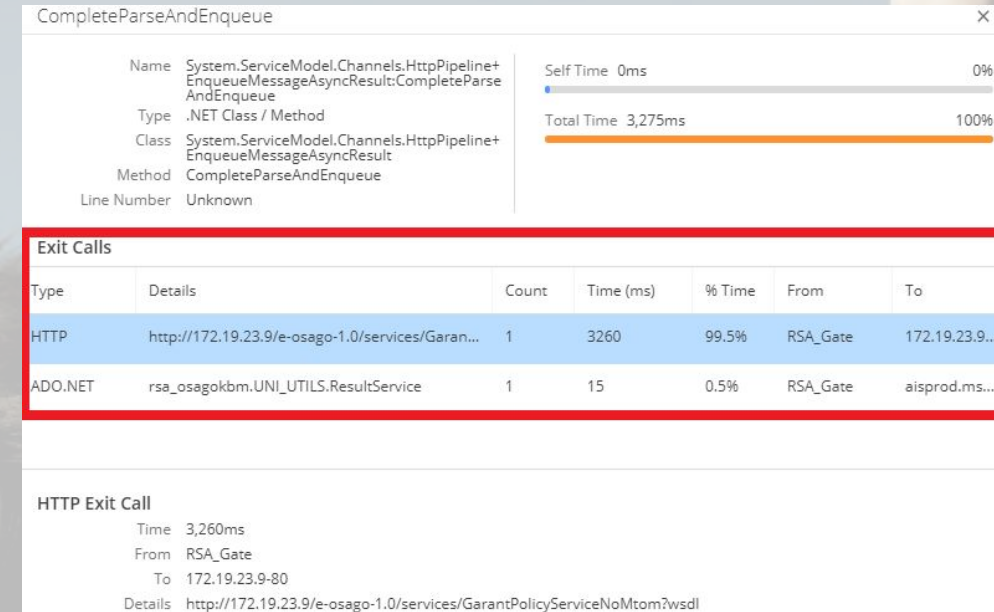 CompleteParseAndEnqueue ×
Name System.ServiceModel.Channels.HttpPipeline+
EnqueueMessageAsyncResult:CompleteParse
AndEnqueue
Type .NET Class / Method
Class System.ServiceModel.Channels.HttpPipeline+
EnqueueMessageAsyncResult
Method CompleteParseAndEnqueue
Line Number Unknown
Self Time 0ms 0%
Total Time 3,275ms 100%
Exit Calls
Type Details Count Time (ms) % Time From To
HTTP http://172.19.23.9/e-osago-1.0/services/Garan... 1 3260 99.5% RSA_Gate 172.19.23.9...
ADO.NET rsa_osagokbm.UNI_UTILS.ResultService 1 15 0.5% RSA_Gate aisprod.ms...
HTTP Exit Call
Time 3,260ms
From RSA_Gate
To 172.19.23.9-80
Details http://172.19.23.9/e-osago-1.0/services/GarantPolicyServiceNoMtom?wsdl